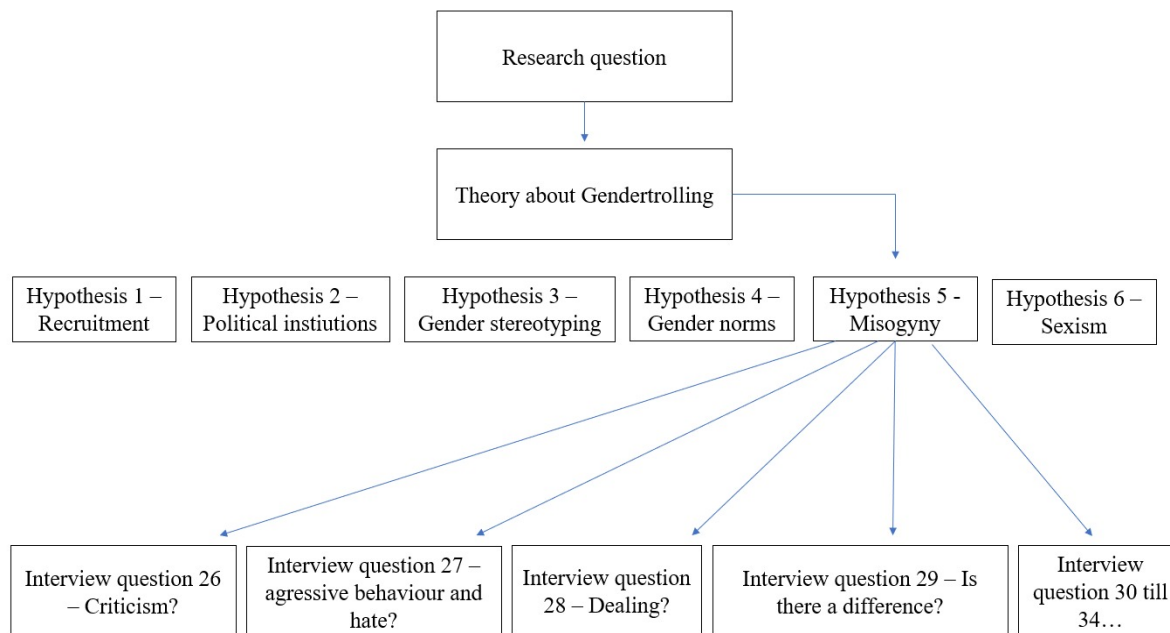 Research question
Theory about Gendertrolling
Hypothesis 1 –
Recruitment
Hypothesis 2 –
Political instiutions
Hypothesis 3 –
Gender stereotyping
Hypothesis 4 –
Gender norms
Hypothesis 5 -
Misogyny
Hypothesis 6 –
Sexism
Interview question 26
– Criticism?
Interview question 27 –
agressive behaviour and
hate?
Interview question
28 – Dealing?
Interview question 29 – Is
there a difference?
Interview
question 30 till
34…